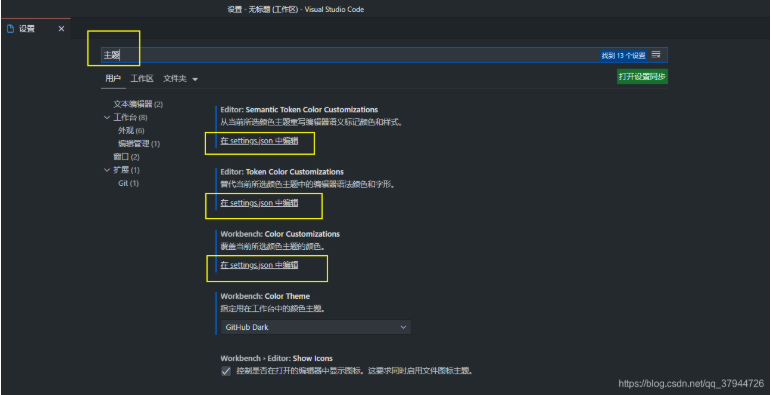 设置 - 无标题 (工作区) - Visual Studio Code
设置 ×
主题
找到 13 个设置
用户 工作区 文件夹
打开设置同步
文本编辑器 (2)
工作台 (8)
外观 (6)
编辑管理 (1)
窗口 (2)
扩展 (1)
Git (1)
Editor: Semantic Token Color Customizations
从当前所选颜色主题重写编辑器语义标记颜色和样式。
在 settings.json 中编辑
Editor: Token Color Customizations
替代当前所选颜色主题中的编辑器语法颜色和字形。
在 settings.json 中编辑
Workbench: Color Customizations
覆盖当前所选颜色主题的颜色。
在 settings.json 中编辑
Workbench: Color Theme
指定用在工作台中的颜色主题。
GitHub Dark
Workbench › Editor: Show Icons
控制是否在打开的编辑器中显示图标。这要求同时启用文件图标主题。
https://blog.csdn.net/qq_37944726